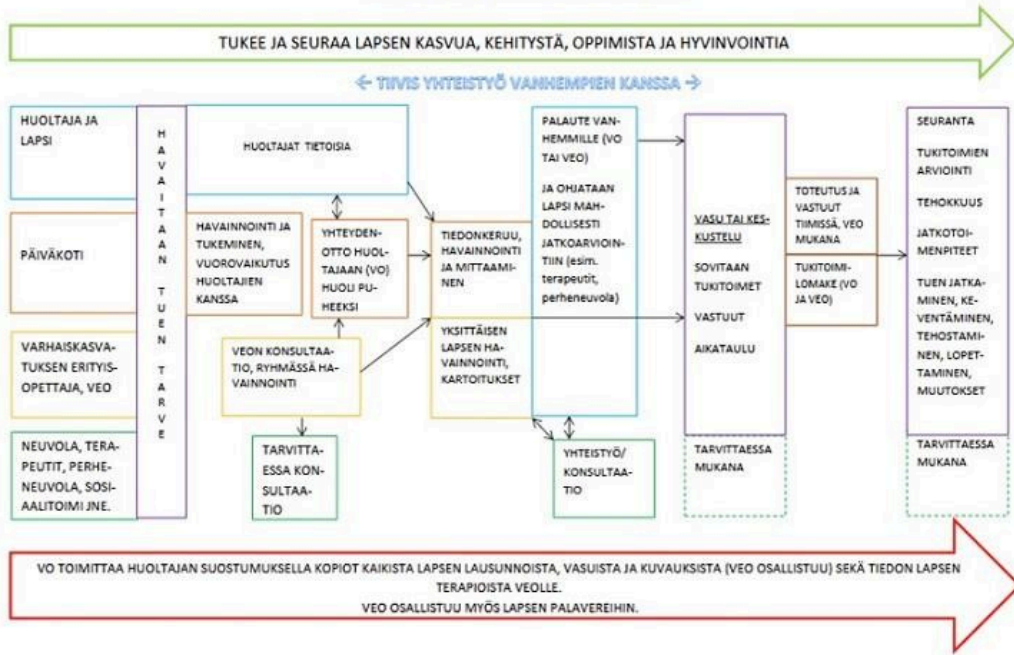 TUKEE JA SEURAA LAPSEN KASVUA, KEHITYSTÄ, OPPIMISTA JA HYVINVOINTIA
← TIIVIS YHTEISTYÖ VANHEMPIEN KANSSA →
HUOLTAJA JA
LAPSI
PÄIVÄKOTI
VARHAISKASVA-
TUKSEN ERITYIS-
OPETTAJA, VEO
NEUVOLA, TERA-
PEUTIT, PERHE-
NEUVOLA, SOSI-
AALITOIMI JNE.
HAVAITAAN TUEN TARVE
HUOLTAJAT TIETOISIA
HAVAINNOINTI JA
TUKEMINEN,
VUOROVAIKUTUS
HUOLTAJIEN
KANSSA
YHTEYDEN-
OTTO HUOL-
TAJAAN (VO)
HUOLI PU-
HEEKSI
VEON KONSULTAA-
TIO, RYHMÄSSÄ HA-
VAINNOINTI
TARVITTA-
ESSA KON-
SULTAA-
TIO
TIEDONKERUU,
HAVAINNOINTI
JA MITTAAMI-
NEN
YKSITTÄISEN
LAPSEN HA-
VAINNOINTI,
KARTOITUKSET
PALAUTE VAN-
HEMMILLE (VO
TAI VEO)
JA OHJATAAN
LAPSI MAH-
DOLLISESTI
JATKOARVIOIN-
TIIN (esim.
terapeutit,
perheneuvola)
YHTEISTYÖ/
KONSULTAA-
TIO
VASU TAI KES-
KUSTELU
SOVITAAN
TUKITOIMET
VASTUUT
AIKATAULU
TARVITTAESSA
MUKANA
TOTEUTUS JA
VASTUUT
TIIMISSÄ, VEO
MUKANA
TUKITOIMI-
LOMAKE (VO
JA VEO)
SEURANTA
TUKITOIMIEN
ARVIOINTI
TEHOKKUUS
JATKOTOI-
MENPITEET
TUEN JATKA-
MINEN, KE-
VENTÄMINEN,
TEHOSTAMI-
NEN, LOPET-
TAMINEN,
MUUTOKSET
TARVITTAESSA
MUKANA
VO TOIMITTAA HUOLTAJAN SUOSTUMUKSELLA KOPIOT KAIKISTA LAPSEN LAUSUNNOISTA, VASUISTA JA KUVAUKSISTA (VEO OSALLISTUU) SEKÄ TIEDON LAPSEN
TERAPIOISTA VEOLLE.
VEO OSALLISTUU MYÖS LAPSEN PALAVEREIHIN.